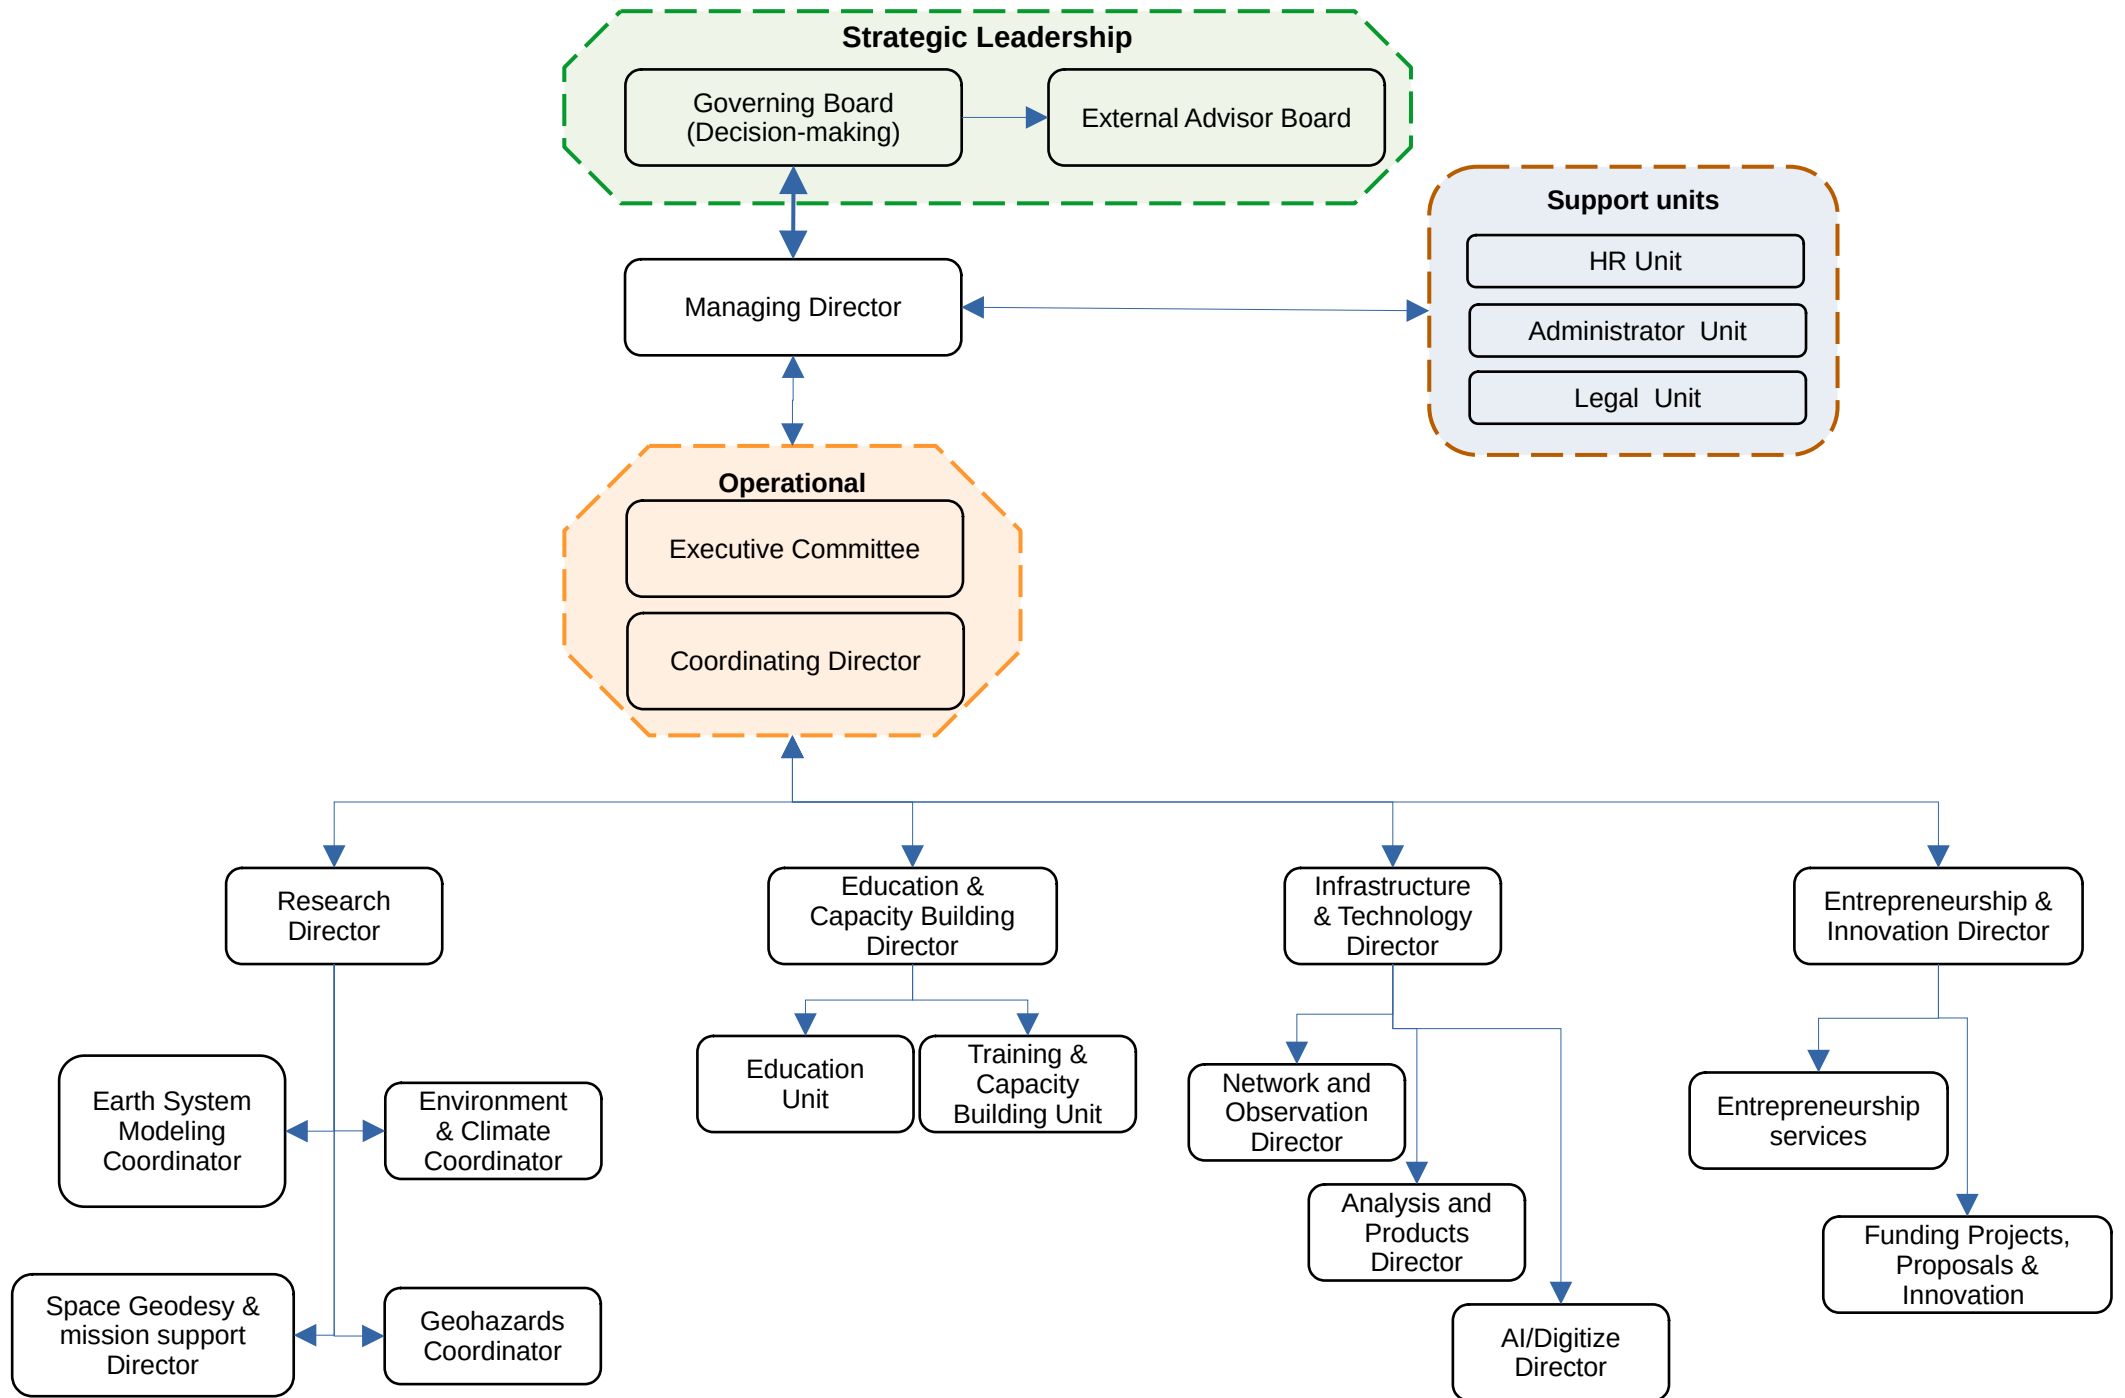 Strategic Leadership
Governing Board
(Decision-making)
External Advisor Board
Support units
HR Unit
Administrator  Unit
Legal  Unit
Managing Director
Operational
Executive Committee
Coordinating Director
Research
Director
Education &
Capacity Building
Director
Infrastructure
& Technology
Director
Entrepreneurship &
Innovation Director
Earth System
Modeling
Coordinator
Environment
& Climate
Coordinator
Space Geodesy &
mission support
Director
Geohazards
Coordinator
Education
Unit
Training &
Capacity
Building Unit
Network and
Observation
Director
Analysis and
Products
Director
AI/Digitize
Director
Entrepreneurship
services
Funding Projects,
Proposals &
Innovation